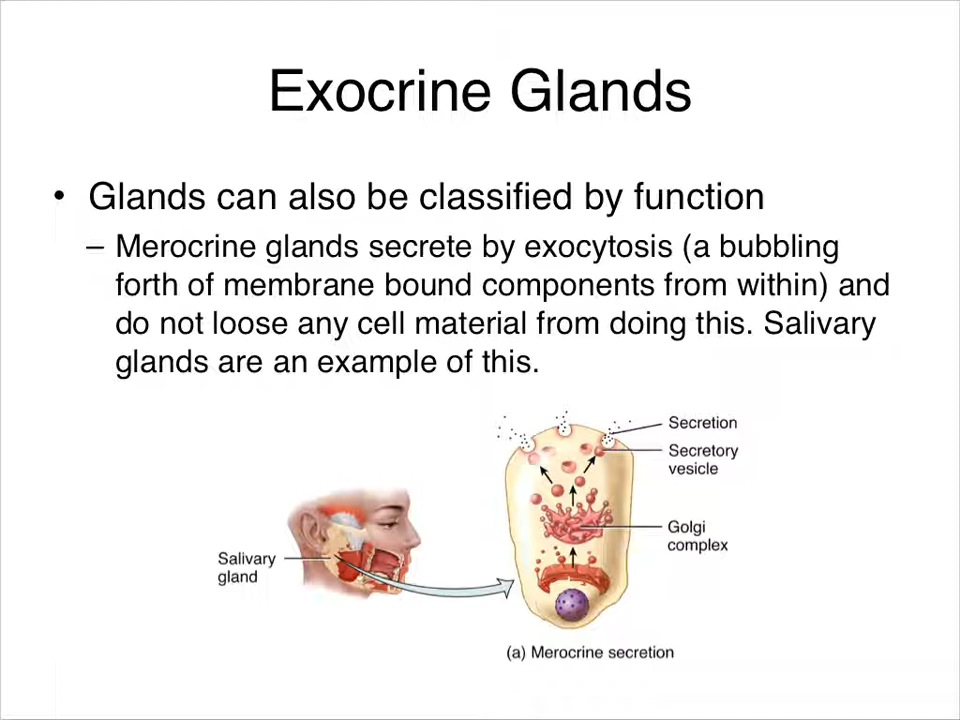 Exocrine Glands
• Glands can also be classified by function
– Merocrine glands secrete by exocytosis (a bubbling
forth of membrane bound components from within) and
do not loose any cell material from doing this. Salivary
glands are an example of this.
Secretion
Secretory
vesicle
Golgi
complex
Salivary
gland
(a) Merocrine secretion